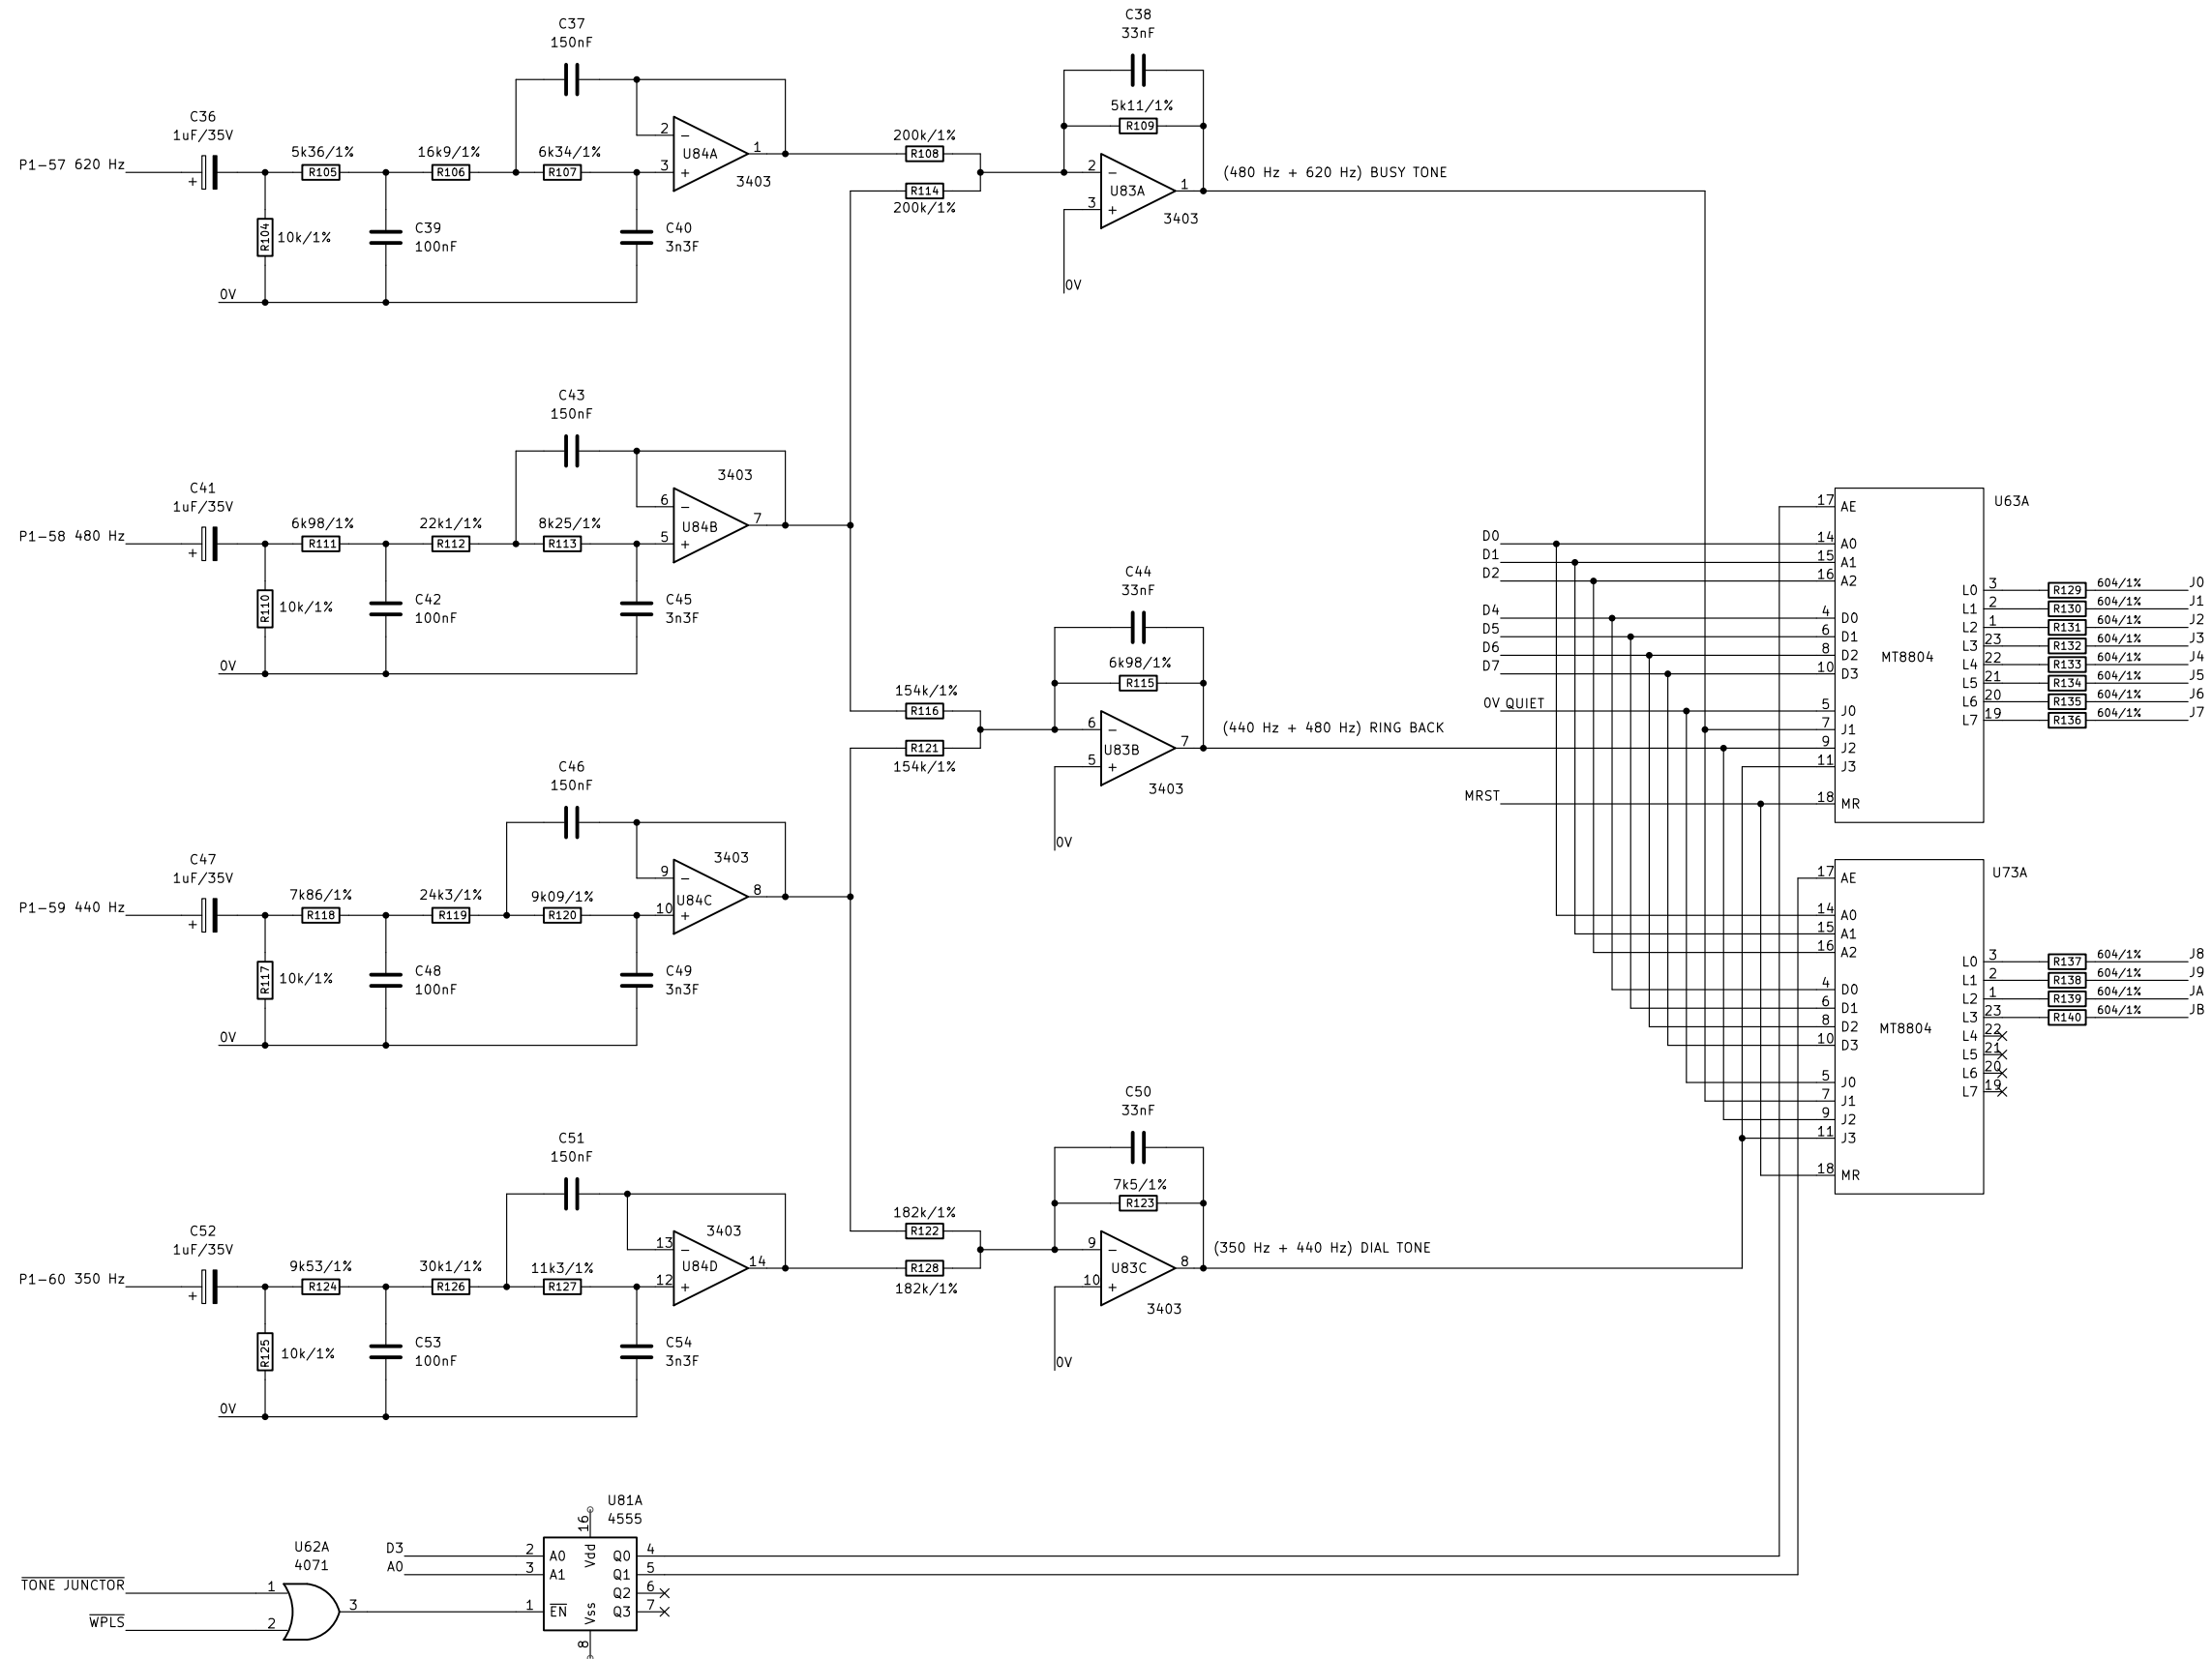 C37
150nF
C38
33nF
C36
1uF/35V
P1-57 620 Hz
+
5k36/1%
R105
16k9/1%
R106
6k34/1%
R107
2
−
U84A
1
3
+
3403
R104
10k/1%
C39
100nF
C40
3n3F
0V
200k/1%
R108
R114
200k/1%
5k11/1%
R109
2
−
U83A
1
3
+
3403
0V
(480 Hz + 620 Hz) BUSY TONE
C43
150nF
C41
1uF/35V
P1-58 480 Hz
+
6k98/1%
R111
22k1/1%
R112
8k25/1%
R113
3403
6
−
U84B
7
5
+
R110
10k/1%
C42
100nF
C45
3n3F
0V
C44
33nF
6k98/1%
R115
154k/1%
R116
R121
154k/1%
6
−
U83B
7
5
+
3403
0V
(440 Hz + 480 Hz) RING BACK
C46
150nF
C47
1uF/35V
P1-59 440 Hz
+
7k86/1%
R118
24k3/1%
R119
9k09/1%
R120
3403
9
−
U84C
8
10
+
R117
10k/1%
C48
100nF
C49
3n3F
0V
C51
150nF
C52
1uF/35V
P1-60 350 Hz
+
9k53/1%
R124
30k1/1%
R126
11k3/1%
R127
3403
13
−
U84D
14
12
+
R125
10k/1%
C53
100nF
C54
3n3F
0V
C50
33nF
7k5/1%
R123
182k/1%
R122
R128
182k/1%
9
−
U83C
8
10
+
3403
0V
(350 Hz + 440 Hz) DIAL TONE
D0
D1
D2
D4
D5
D6
D7
0V QUIET
MRST
U63A
MT8804
17 AE
14 A0
15 A1
16 A2
4 D0
6 D1
8 D2
10 D3
5 J0
7 J1
9 J2
11 J3
18 MR
L0 3 R129 604/1% J0
L1 2 R130 604/1% J1
L2 1 R131 604/1% J2
L3 23 R132 604/1% J3
L4 22 R133 604/1% J4
L5 21 R134 604/1% J5
L6 20 R135 604/1% J6
L7 19 R136 604/1% J7
U73A
MT8804
17 AE
14 A0
15 A1
16 A2
4 D0
6 D1
8 D2
10 D3
5 J0
7 J1
9 J2
11 J3
18 MR
L0 3 R137 604/1% J8
L1 2 R138 604/1% J9
L2 1 R139 604/1% JA
L3 23 R140 604/1% JB
L4 22
L5 21
L6 20
L7 19
U62A
4071
TONE JUNCTOR
1
WPLS
2
3
U81A
4555
16
Vdd
D3
2 A0
A0
3 A1
1 EN
Q0 4
Q1 5
Q2 6
Q3 7
Vss
8